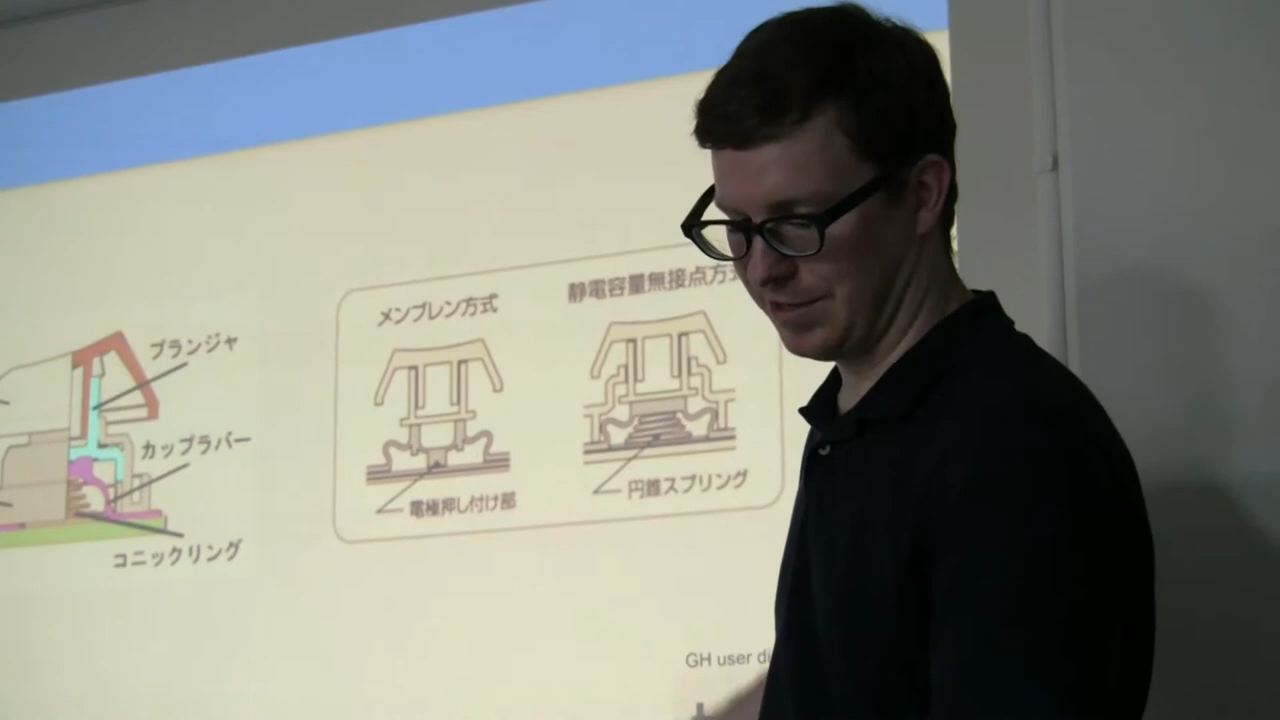 プランジャ
カップラバー
コニックリング
メンブレン方式
電極押し付け部
静電容量無接点方式
円錐スプリング
GH user di